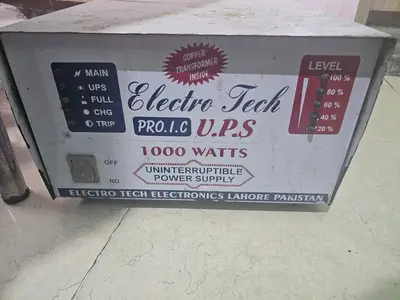 COPPER
TRANSFORMER
INSIDE
MAIN
UPS
FULL
CHG
TRIP
Electro Tech
PRO.I.C U.P.S
1000 WATTS
UNINTERRUPTIBLE
POWER SUPPLY
OFF
NO
LEVEL
100 %
80 %
60 %
40 %
20 %
ELECTRO TECH ELECTRONICS LAHORE PAKISTAN